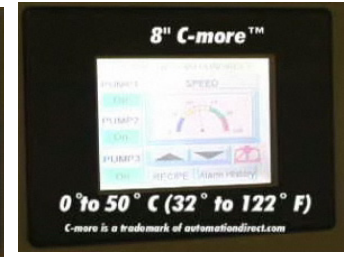 8" C-more™
PUMP1 SPEED
On
PUMP2
On
PUMP3
On RECIPE Alarm History
0° to 50° C (32° to 122° F)
C-more is a trademark of automationdirect.com